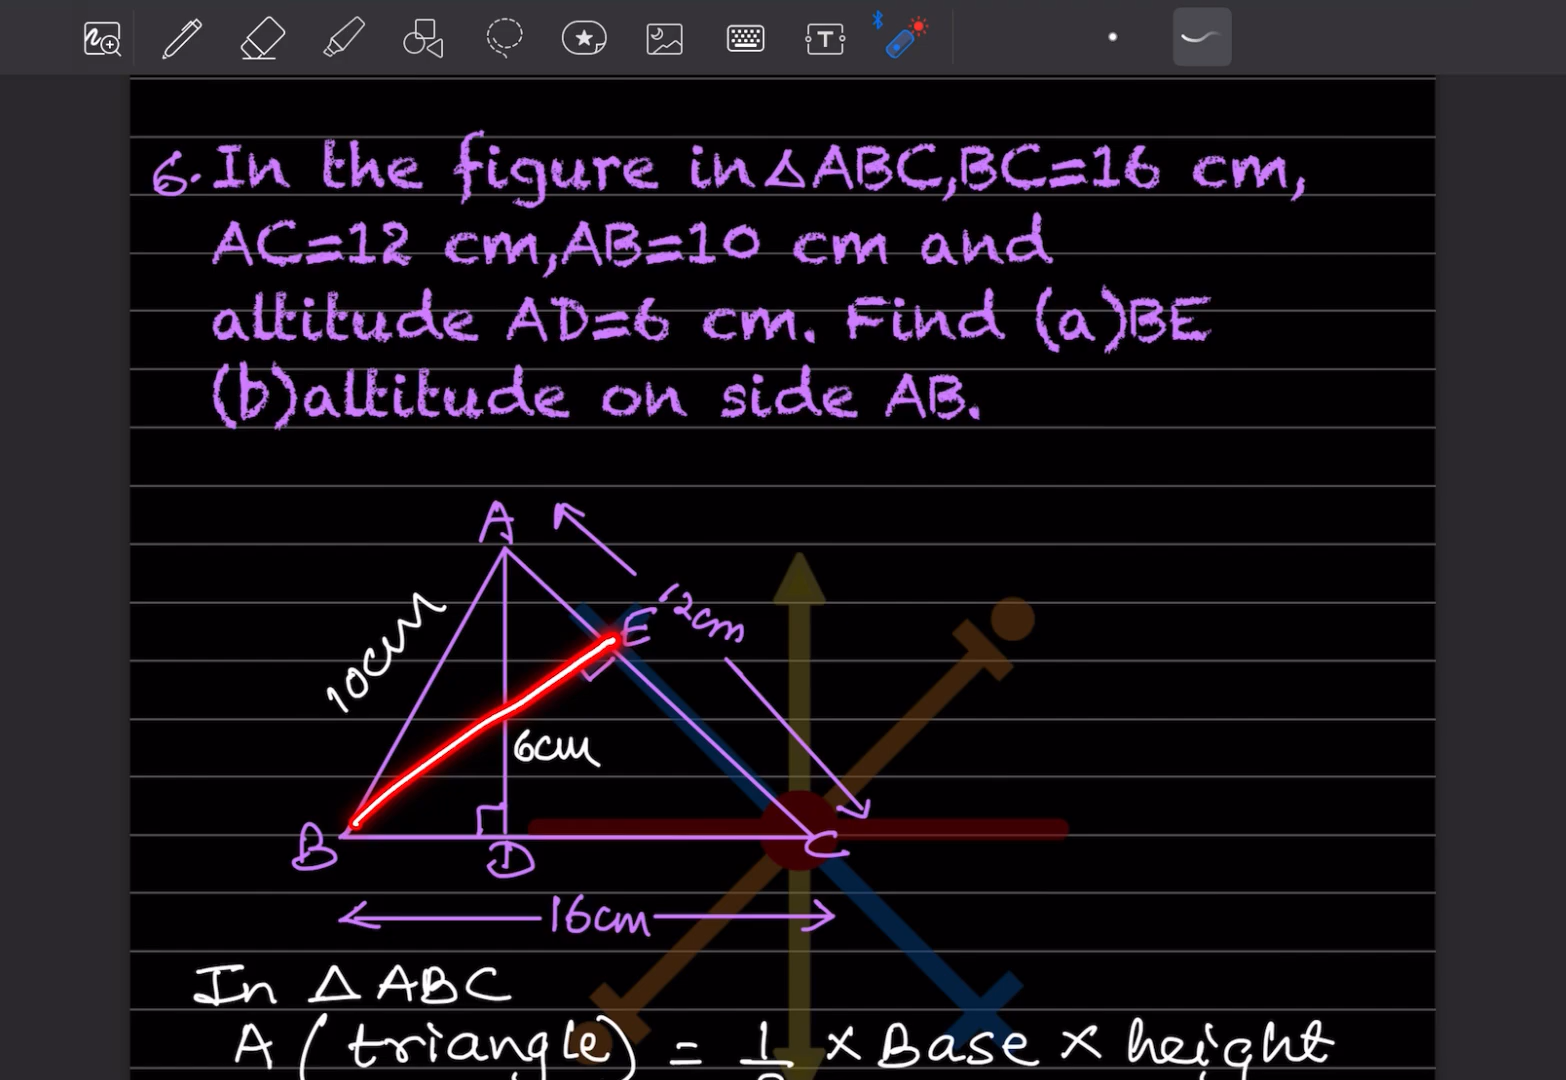 6. In the figure in △ABC,BC=16 cm,
AC=12 cm,AB=10 cm and
altitude AD=6 cm. Find (a)BE
(b)altitude on side AB.
A
E
12cm
10cm
6cm
B
D
C
16cm
In △ ABC
A (triangle) = 1/2 × Base × height